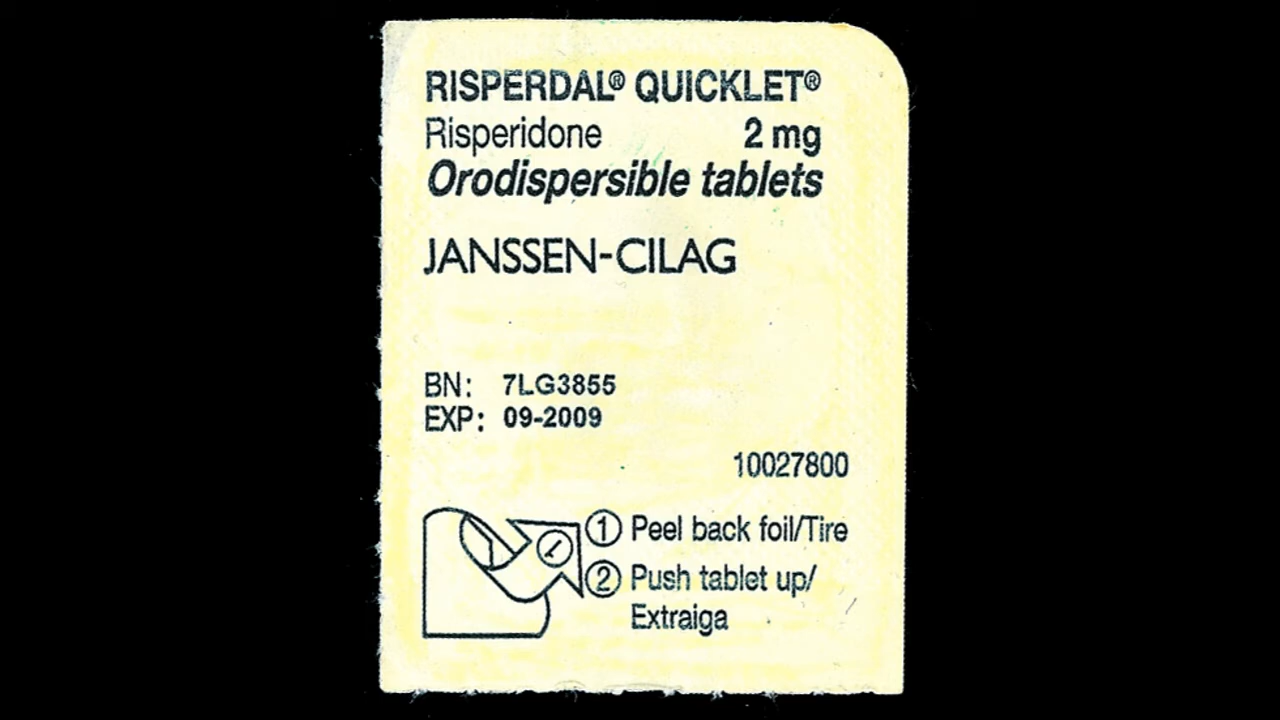 RISPERDAL® QUICKLET®
Risperidone 2 mg
Orodispersible tablets
JANSSEN-CILAG
BN: 7LG3855
EXP: 09-2009
10027800
① Peel back foil/Tire
② Push tablet up/
Extraiga